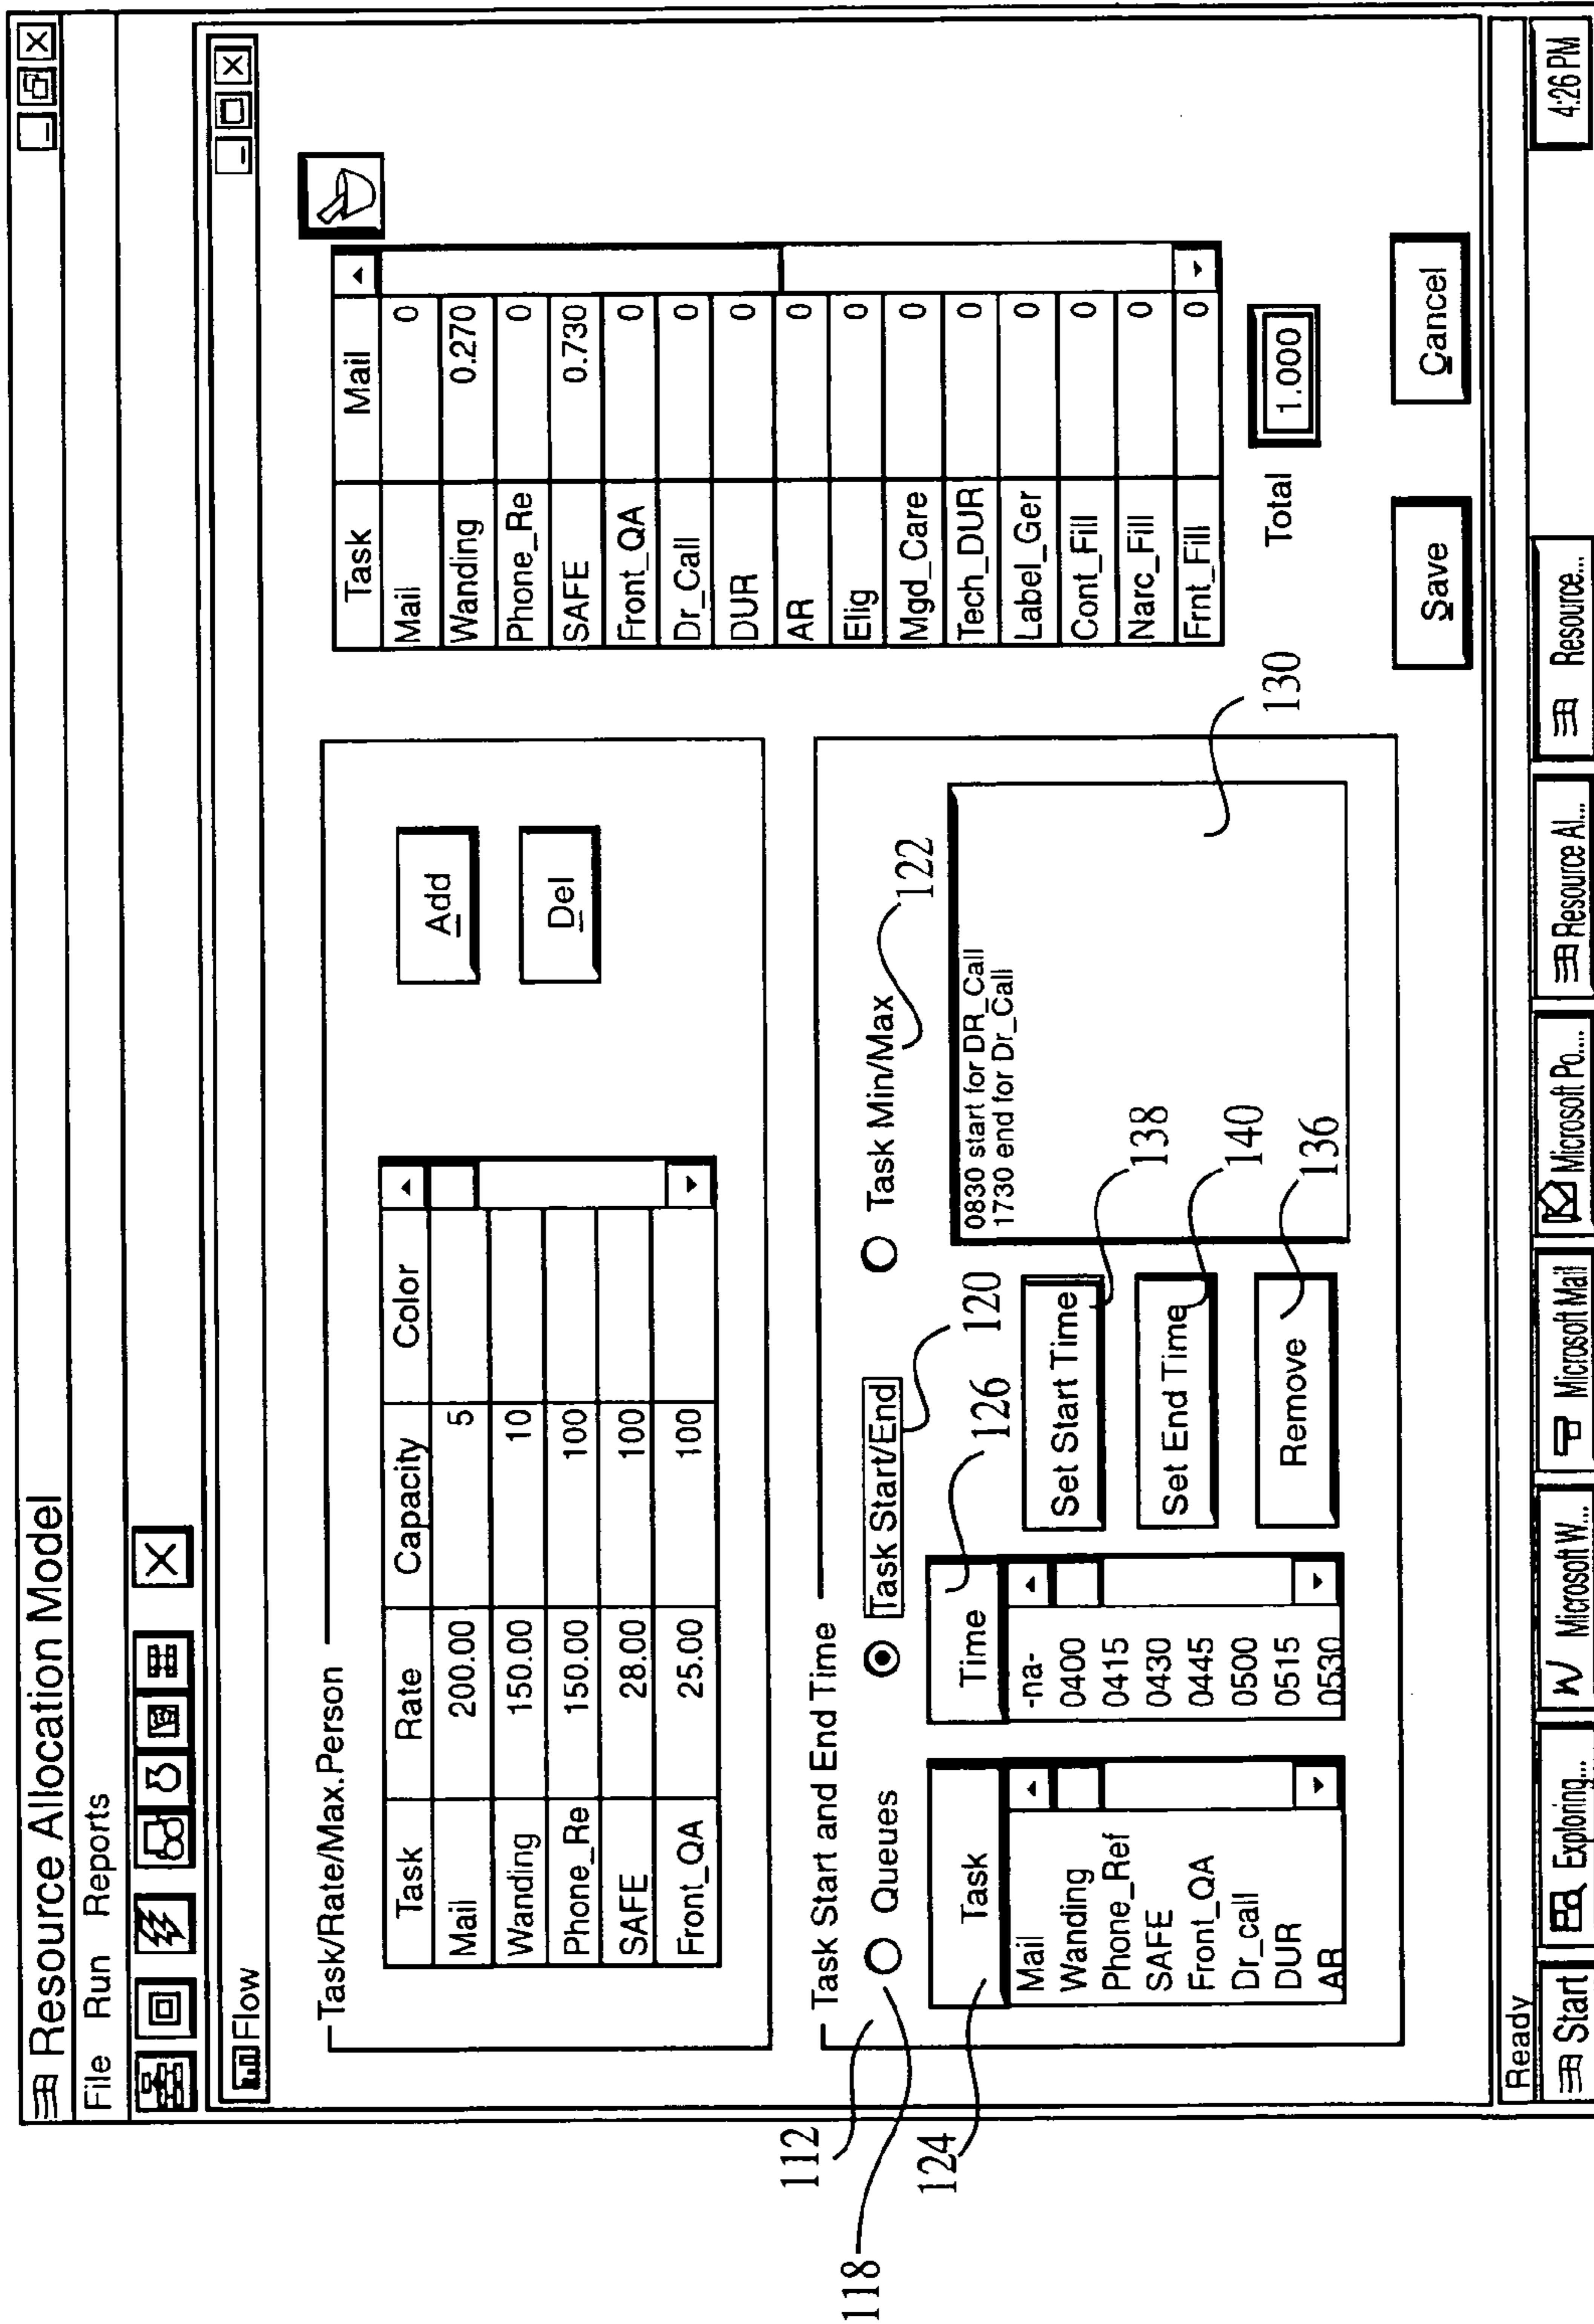 Resource Allocation Model
File Run Reports
Flow
Task/Rate/Max.Person
Task Rate Capacity Color
Mail 200.00 5
Wanding 150.00 10
Phone_Re 150.00 100
SAFE 28.00 100
Front_QA 25.00 100
Add
Del
Task Start and End Time
Queues Task Start/End Task Min/Max
112
118
120
122
Task
Mail
Wanding
Phone_Ref
SAFE
Front_QA
Dr_call
DUR
AR
124
Time
-na-
0400
0415
0430
0445
0500
0515
0530
126
Set Start Time
138
Set End Time
140
Remove
136
0830 start for DR_Call
1730 end for Dr_Call
130
Task Mail
Mail 0
Wanding 0.270
Phone_Re 0
SAFE 0.730
Front_QA 0
Dr_Call 0
DUR 0
AR 0
Elig 0
Mgd_Care 0
Tech_DUR 0
Label_Ger 0
Cont_Fill 0
Narc_Fill 0
Frnt_Fill 0
Total 1.000
Save Cancel
Ready
Start Exploring... Microsoft W... Microsoft Mail Microsoft Po.... Resource Al... Resource... 4:26 PM